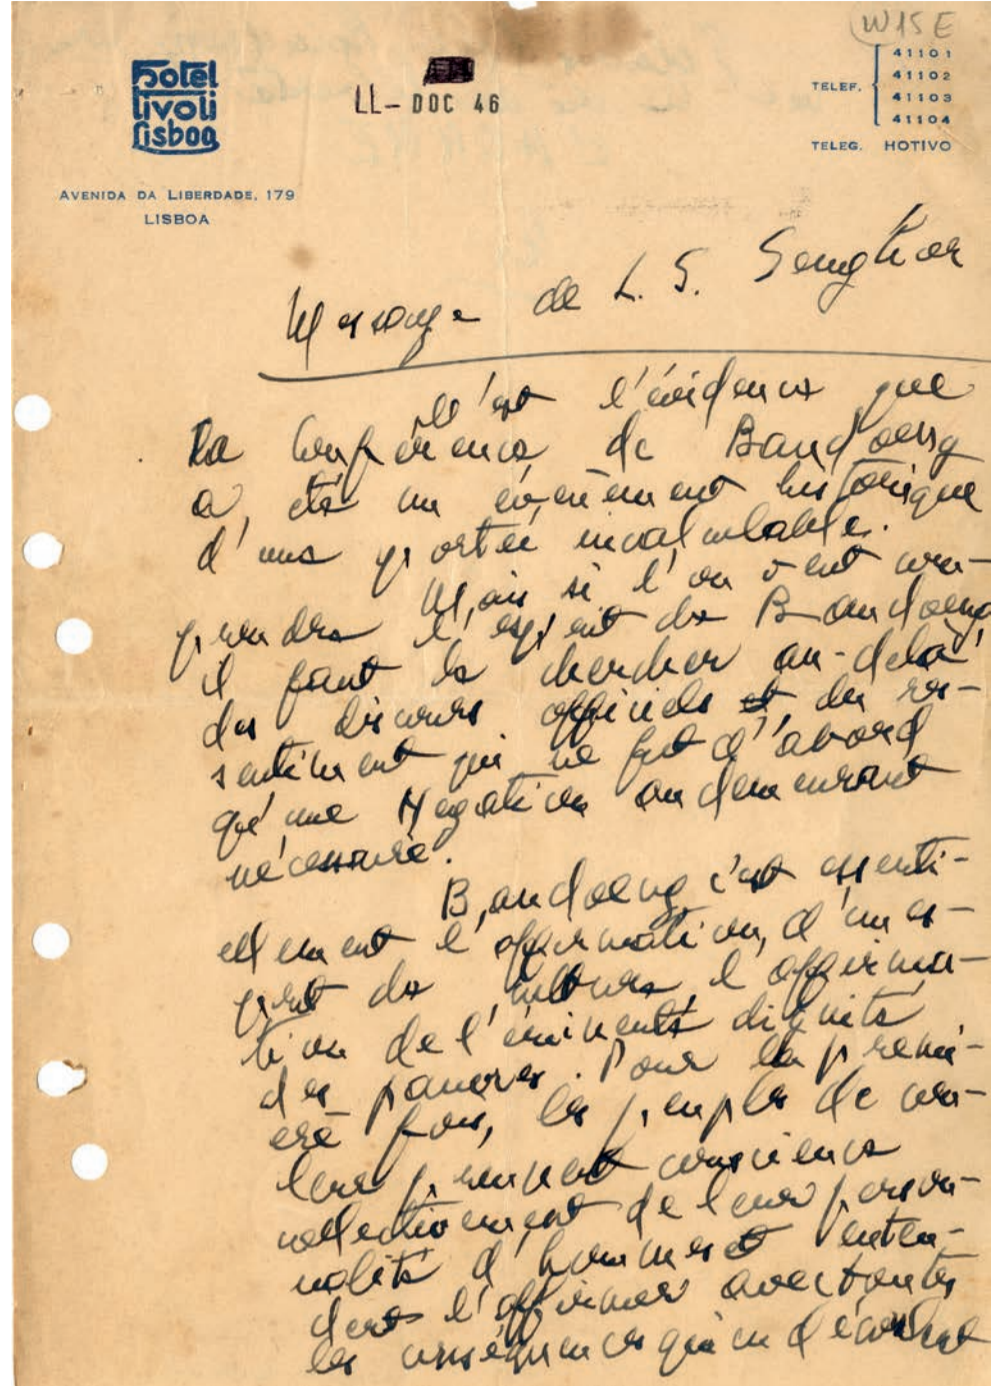 W15E
hotel
tivoli
lisboa
LL- DOC 46
TELEF.
41101
41102
41103
41104
TELEG. HOTIVO
AVENIDA DA LIBERDADE, 179
LISBOA
Message de L. S. Senghor
C'est l'évidence que
la Conférence de Bandoeng
a été un événement historique
d'une portée incalculable.
Mais si l'on veut com-
prendre l'esprit de Bandoeng
il faut le chercher au-delà
des discours officiels et du res-
sentiment qui ne fut d'abord
qu'une Négation au demeurant
nécessaire.
Bandoeng, c'est essenti-
ellement l'affirmation, d'un es-
prit de culture, l'affirma-
tion de l'éminente dignité
des pauvres. Pour la premi-
ère fois, les peuples de cou-
leur prennent conscience
collectivement de leur person-
nalité d'hommes et enten-
dent l'affirmer avec toutes
les conséquences qui en découlent